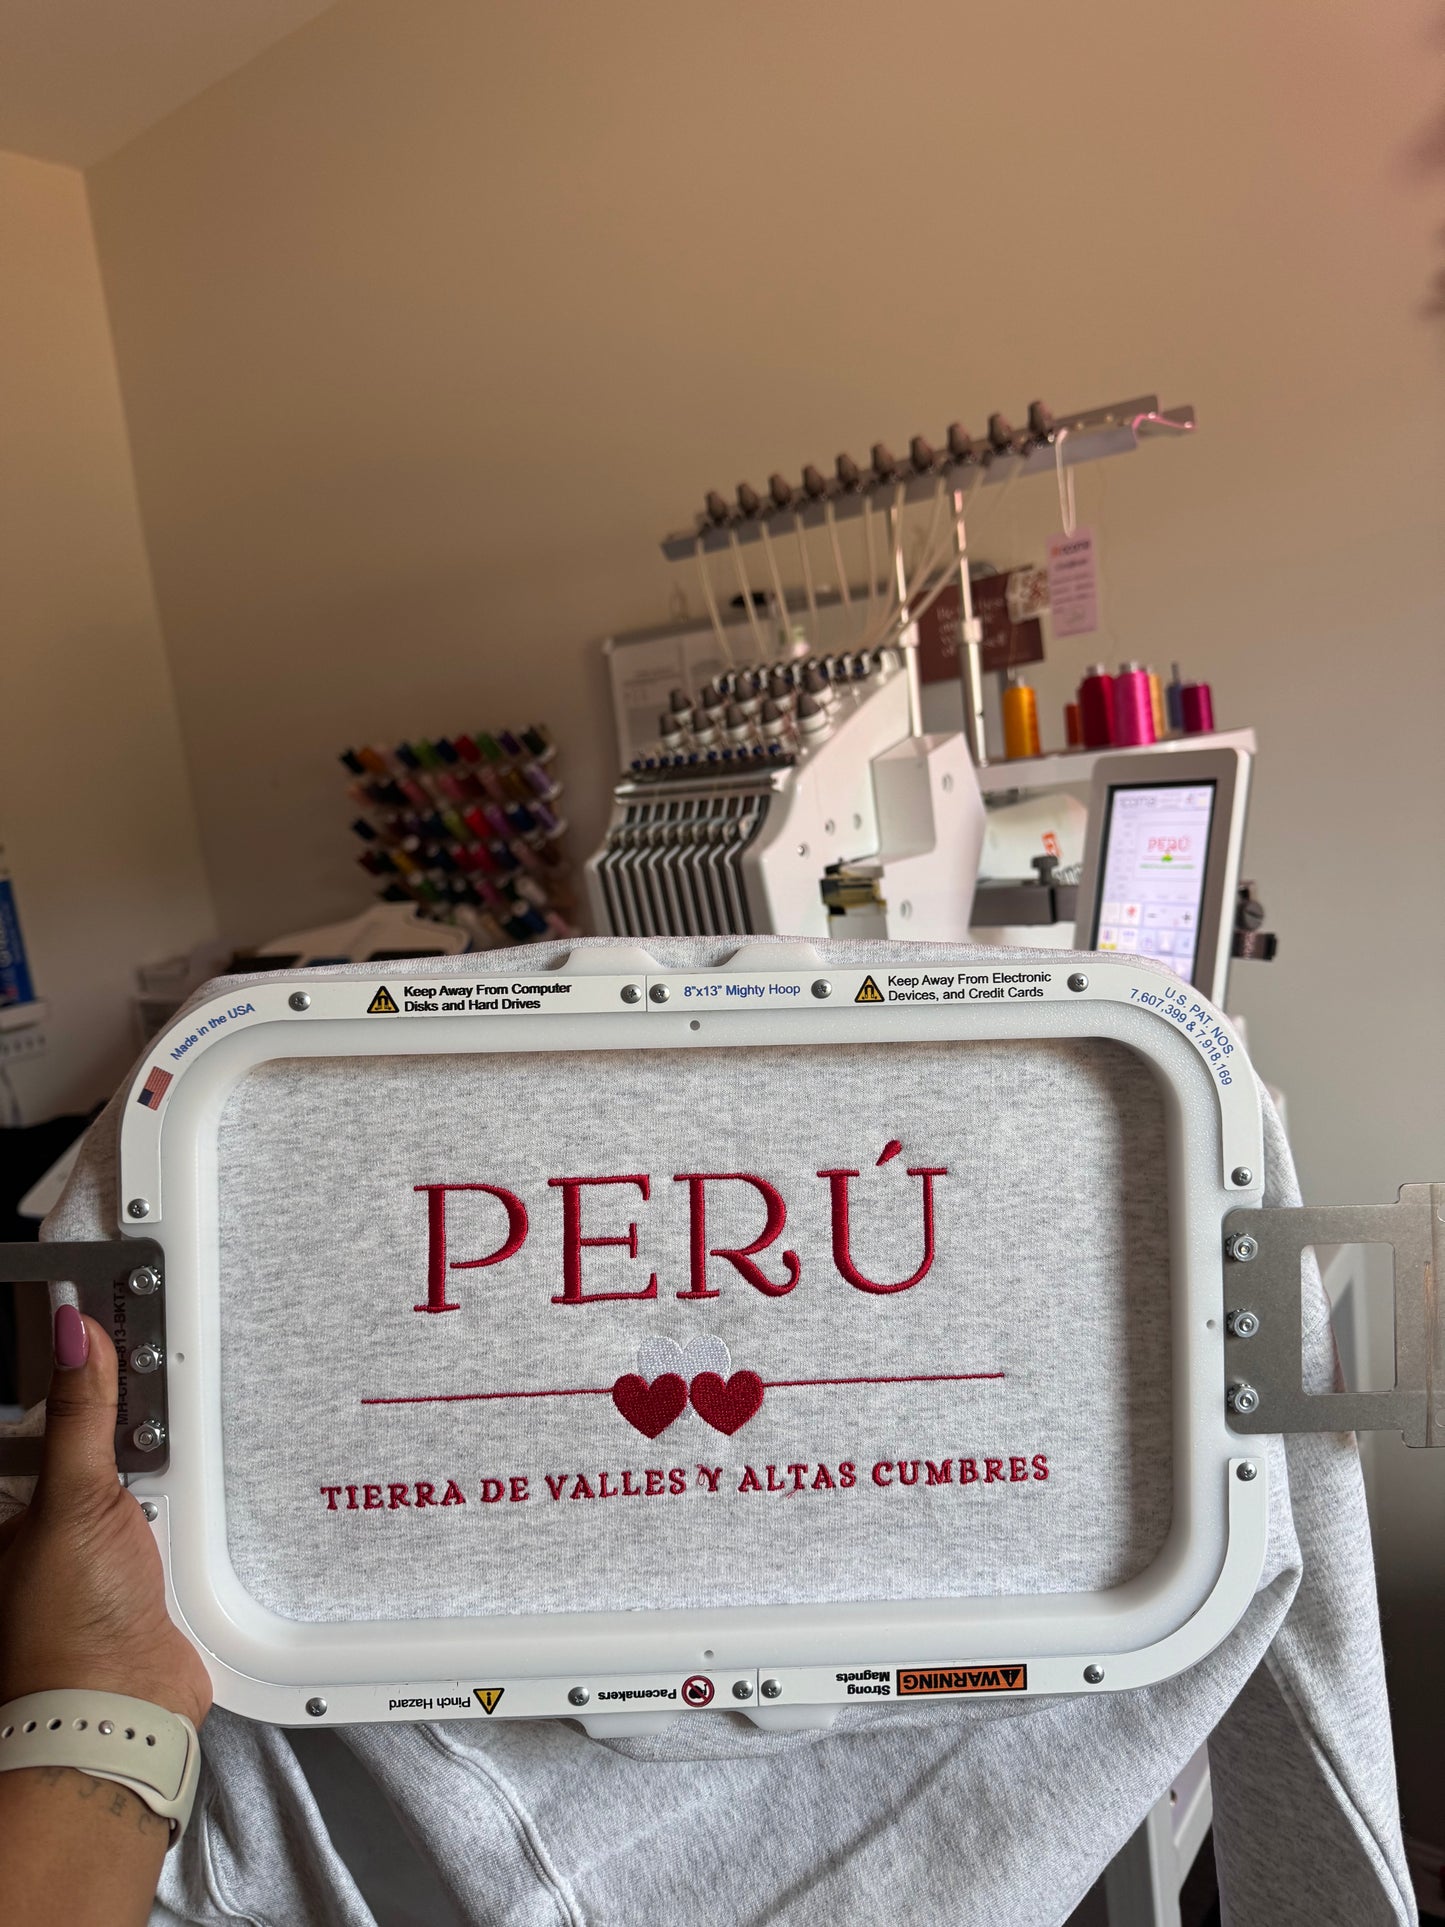 PERÚ
Made in the USA
Keep Away From Computer
Disks and Hard Drives
8"x13" Mighty Hoop
Keep Away From Electronic
Devices, and Credit Cards
U.S. PAT. NOS.
7,607,399 & 7,918,169
PERÚ
TIERRA DE VALLES Y ALTAS CUMBRES
Pinch Hazard
Pacemakers
Strong
Magnets
WARNING